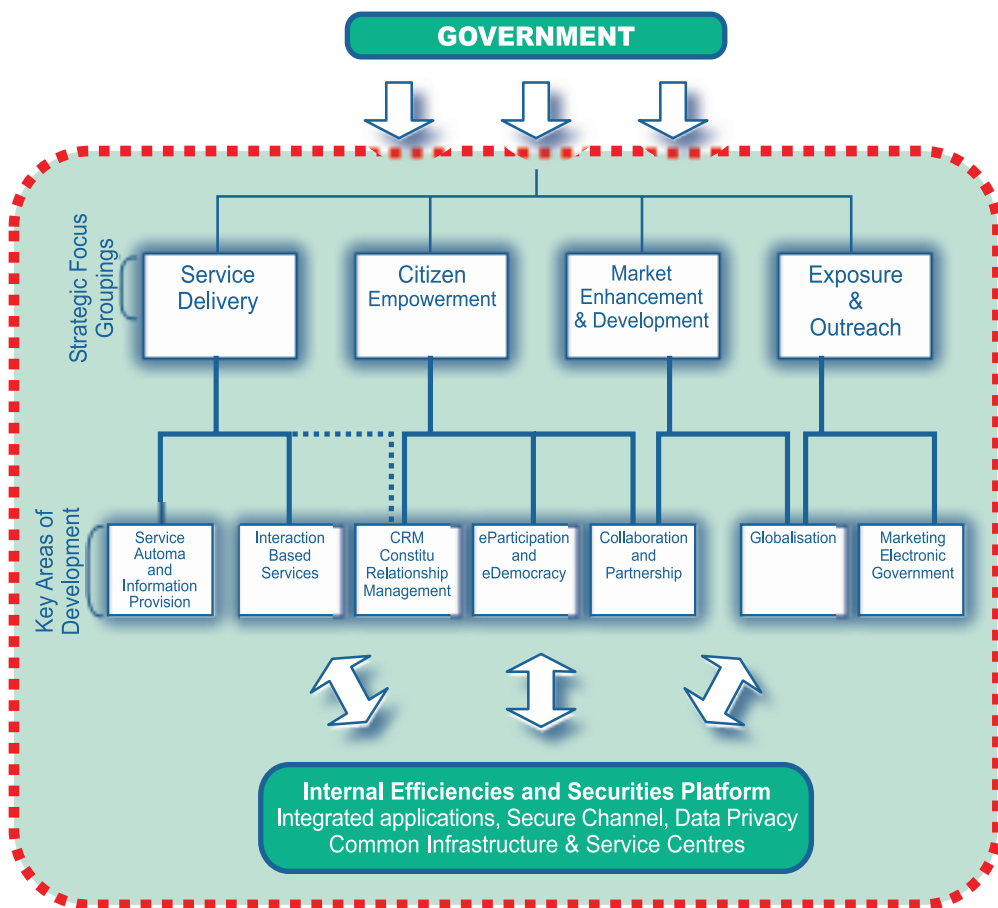 GOVERNMENT
Strategic Focus
Groupings
Service
Delivery
Citizen
Empowerment
Market
Enhancement
& Development
Exposure
&
Outreach
Key Areas of
Development
Service
Automa
and
Information
Provision
Interaction
Based
Services
CRM
Constitu
Relationship
Management
eParticipation
and
eDemocracy
Collaboration
and
Partnership
Globalisation
Marketing
Electronic
Government
Internal Efficiencies and Securities Platform
Integrated applications, Secure Channel, Data Privacy
Common Infrastructure & Service Centres